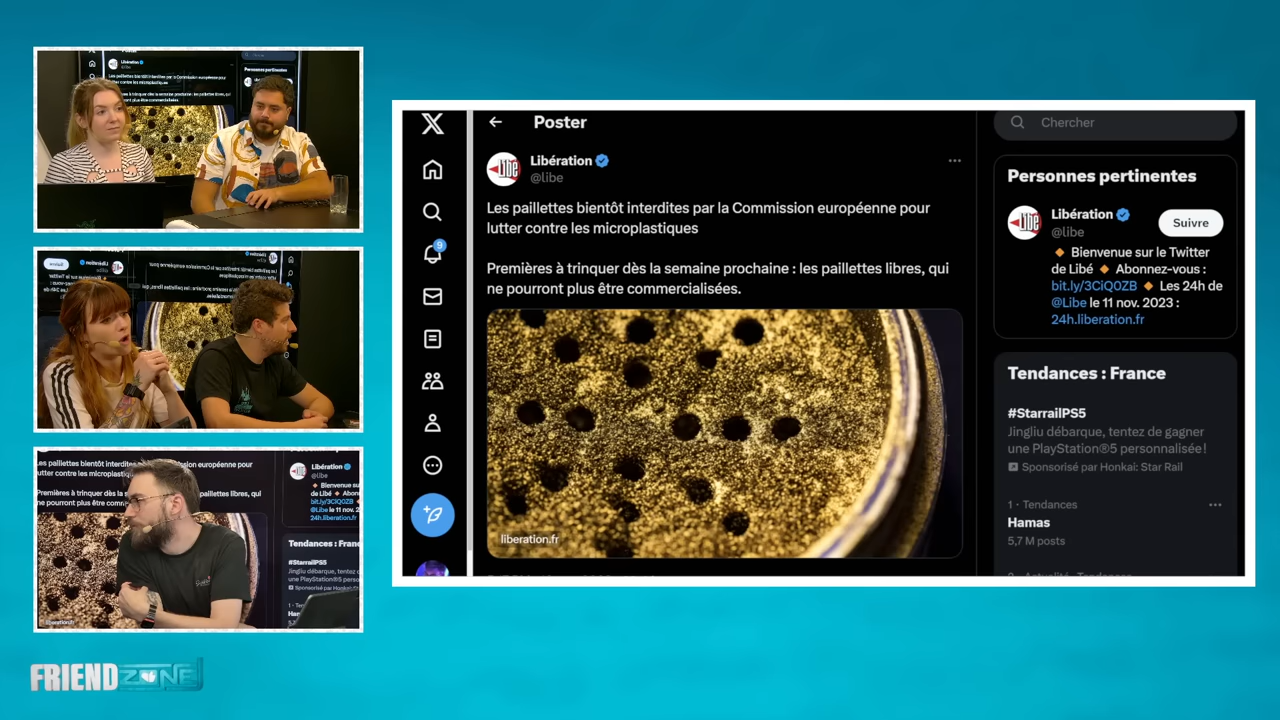 Poster
Libération
@libe
Les paillettes bientôt interdites par la Commission européenne pour
lutter contre les microplastiques
Premières à trinquer dès la semaine prochaine : les paillettes libres, qui
ne pourront plus être commercialisées.
liberation.fr
9
Chercher
Personnes pertinentes
Libération
@libe
Suivre
🔸 Bienvenue sur le Twitter
de Libé 🔸 Abonnez-vous :
bit.ly/3CiQ0ZB 🔸 Les 24h de
@Libe le 11 nov. 2023 :
24h.liberation.fr
Tendances : France
#StarrailPS5
Jingliu débarque, tentez de gagner
une PlayStation®5 personnalisée !
Sponsorisé par Honkai: Star Rail
1 · Tendances
Hamas
5,7 M posts
FRIENDZONE